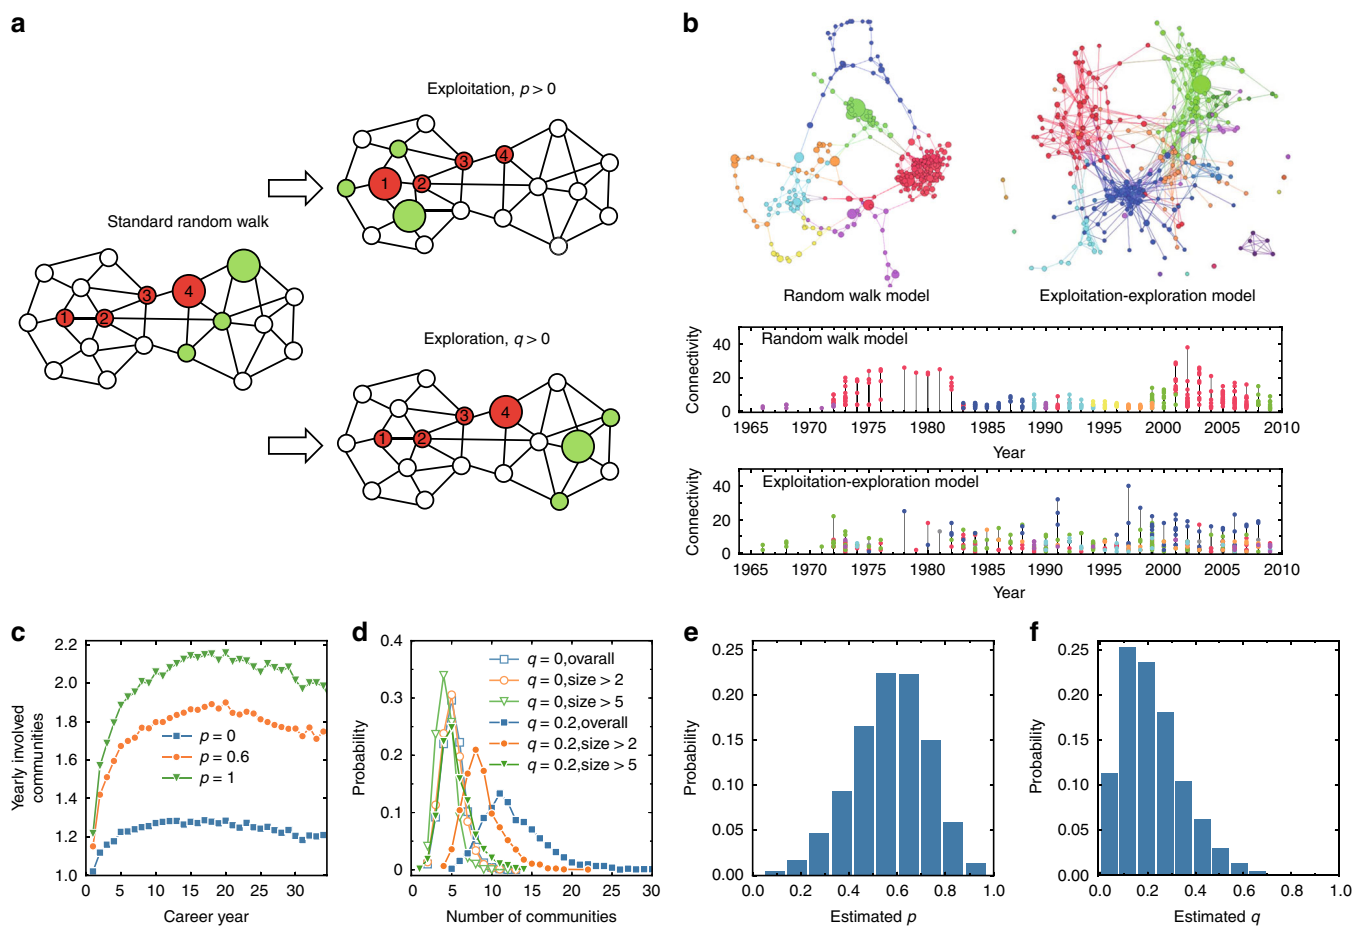 a
Standard random walk
1
2
3
4
Exploitation, p > 0
1
2
3
4
Exploration, q > 0
1
2
3
4
b
Random walk model
Exploitation-exploration model
Random walk model
Connectivity
40
20
0
1965 1970 1975 1980 1985 1990 1995 2000 2005 2010
Year
Exploitation-exploration model
Connectivity
40
20
0
1965 1970 1975 1980 1985 1990 1995 2000 2005 2010
Year
c
Yearly involved
communities
2.2
2.0
1.8
1.6
1.4
1.2
1.0
p = 0
p = 0.6
p = 1
0 5 10 15 20 25 30
Career year
d
Probability
0.4
0.3
0.2
0.1
0
q = 0,ovarall
q = 0,size > 2
q = 0,size > 5
q = 0.2,overall
q = 0.2,size > 2
q = 0.2,size > 5
0 5 10 15 20 25 30
Number of communities
e
Probability
0.25
0.20
0.15
0.10
0.05
0.00
0.0 0.2 0.4 0.6 0.8 1.0
Estimated p
f
Probability
0.25
0.20
0.15
0.10
0.05
0.00
0.0 0.2 0.4 0.6 0.8 1.0
Estimated q